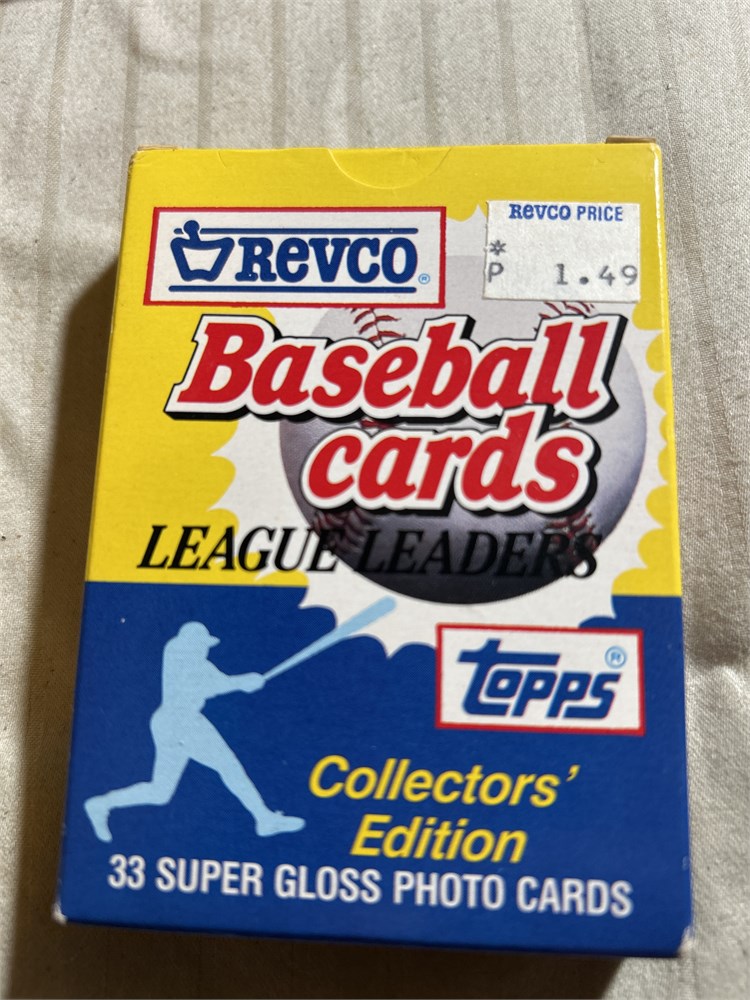 Revco PRICE
*
P 1.49
Revco®
Baseball
cards
LEAGUE LEADERS
topps®
Collectors'
Edition
33 SUPER GLOSS PHOTO CARDS